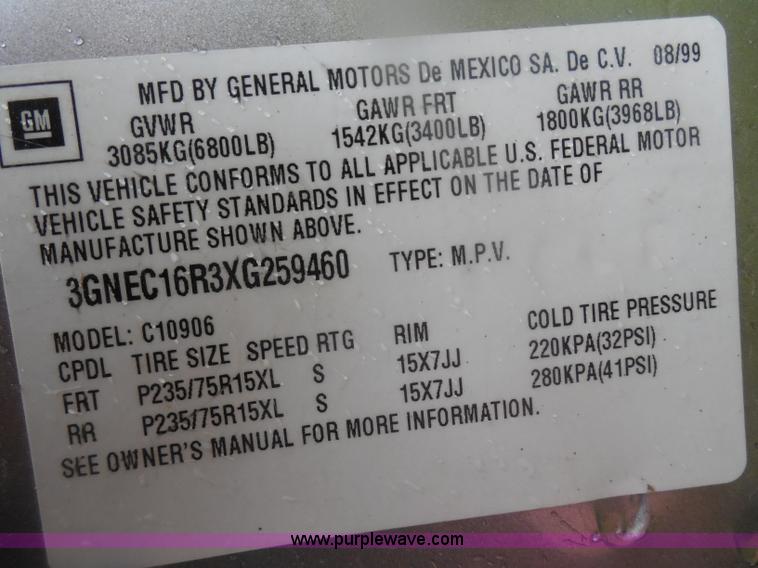 GM
MFD BY GENERAL MOTORS De MEXICO SA. De C.V. 08/99
GVWR GAWR FRT GAWR RR
3085KG(6800LB) 1542KG(3400LB) 1800KG(3968LB)
THIS VEHICLE CONFORMS TO ALL APPLICABLE U.S. FEDERAL MOTOR
VEHICLE SAFETY STANDARDS IN EFFECT ON THE DATE OF
MANUFACTURE SHOWN ABOVE.
3GNEC16R3XG259460 TYPE: M.P.V.
MODEL: C10906
CPDL TIRE SIZE SPEED RTG RIM COLD TIRE PRESSURE
FRT P235/75R15XL S 15X7JJ 220KPA(32PSI)
RR P235/75R15XL S 15X7JJ 280KPA(41PSI)
SEE OWNER'S MANUAL FOR MORE INFORMATION.
www.purplewave.com